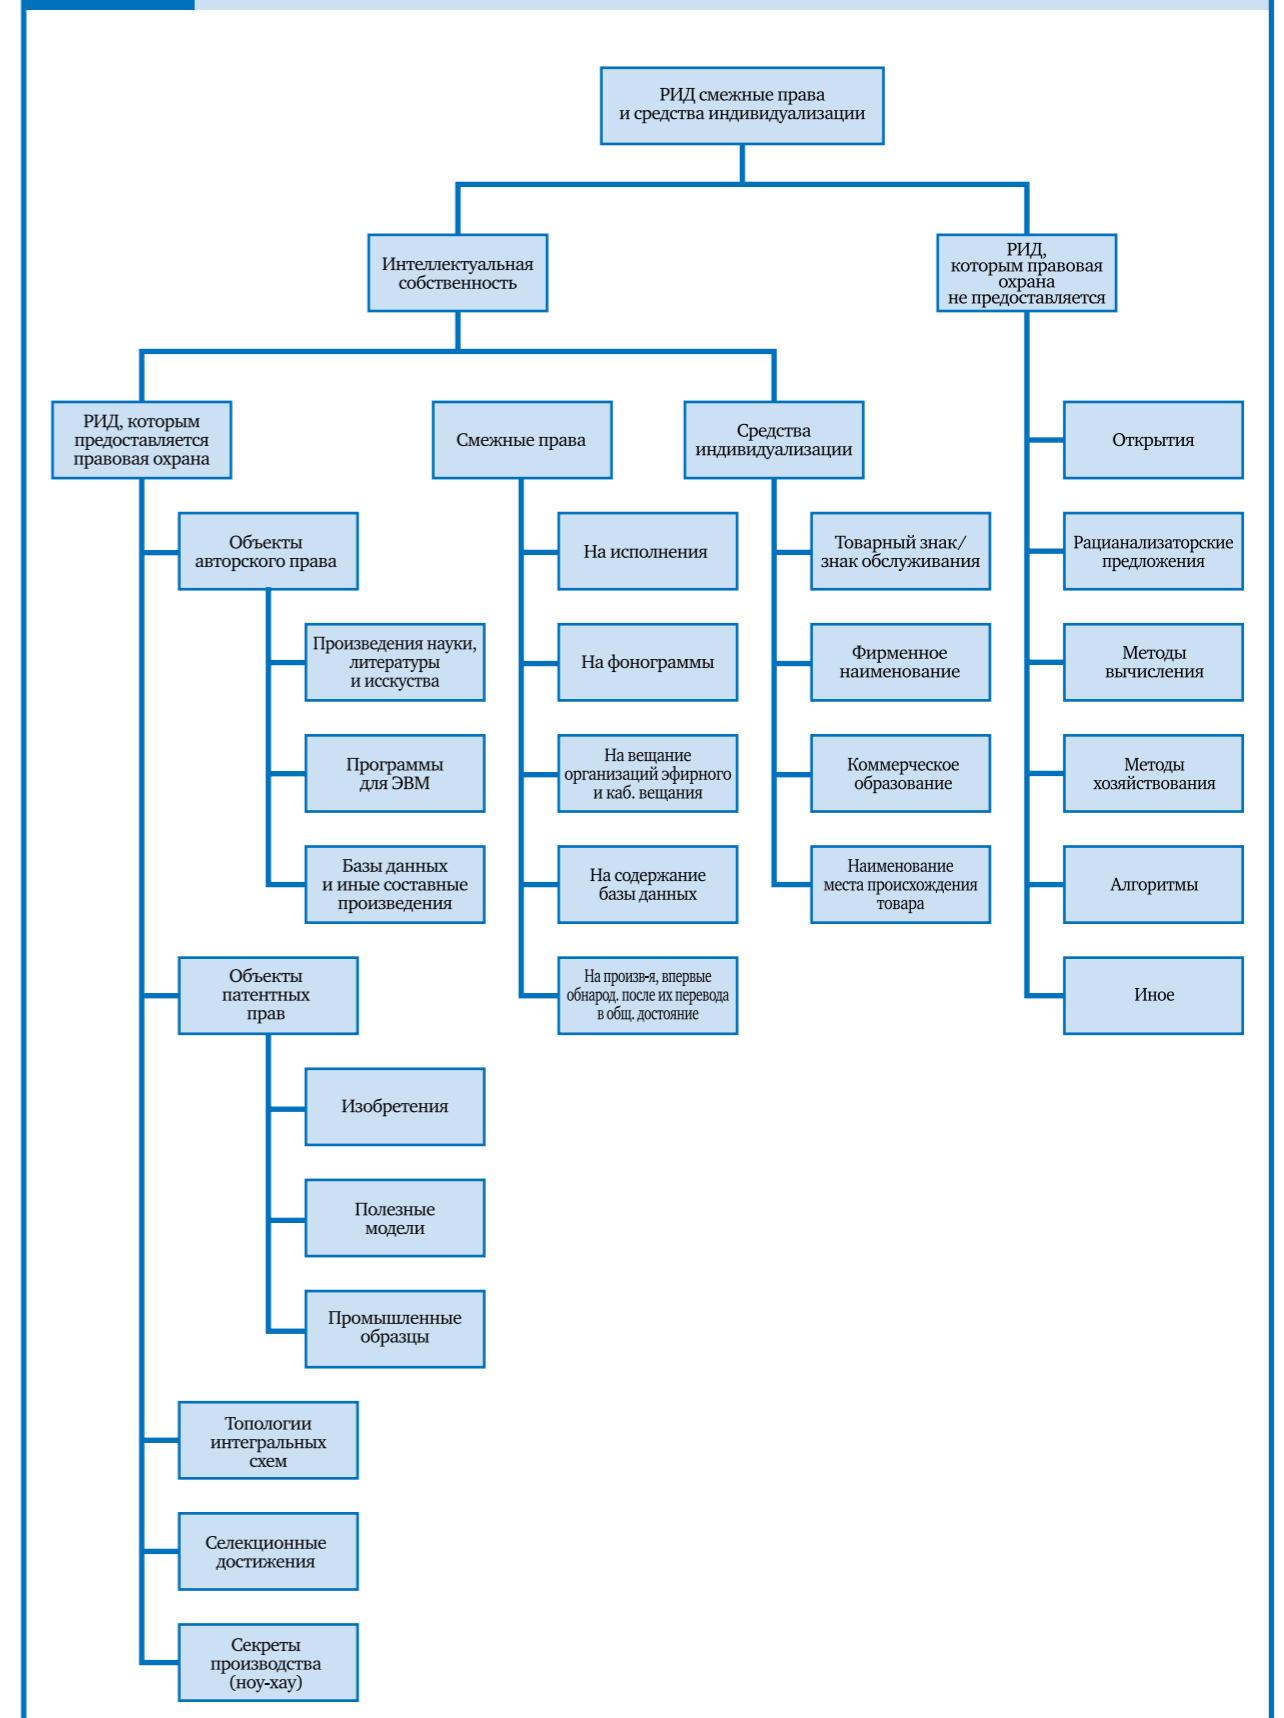 РИД смежные права
и средства индивидуализации
Интеллектуальная
собственность
РИД,
которым правовая
охрана
не предоставляется
РИД, которым
предоставляется
правовая охрана
Смежные права
Средства
индивидуализации
Открытия
Объекты
авторского права
На исполнения
Товарный знак/
знак обслуживания
Рацианализаторские
предложения
Произведения науки,
литературы
и исскуства
На фонограммы
Фирменное
наименование
Методы
вычисления
Программы
для ЭВМ
На вещание
организаций эфирного
и каб. вещания
Коммерческое
образование
Методы
хозяйствования
Базы данных
и иные составные
произведения
На содержание
базы данных
Наименование
места происхождения
товара
Алгоритмы
Объекты
патентных
прав
На произв-я, впервые
обнарод. после их перевода
в общ. достояние
Иное
Изобретения
Полезные
модели
Промышленные
образцы
Топологии
интегральных
схем
Селекционные
достижения
Секреты
производства
(ноу-хау)